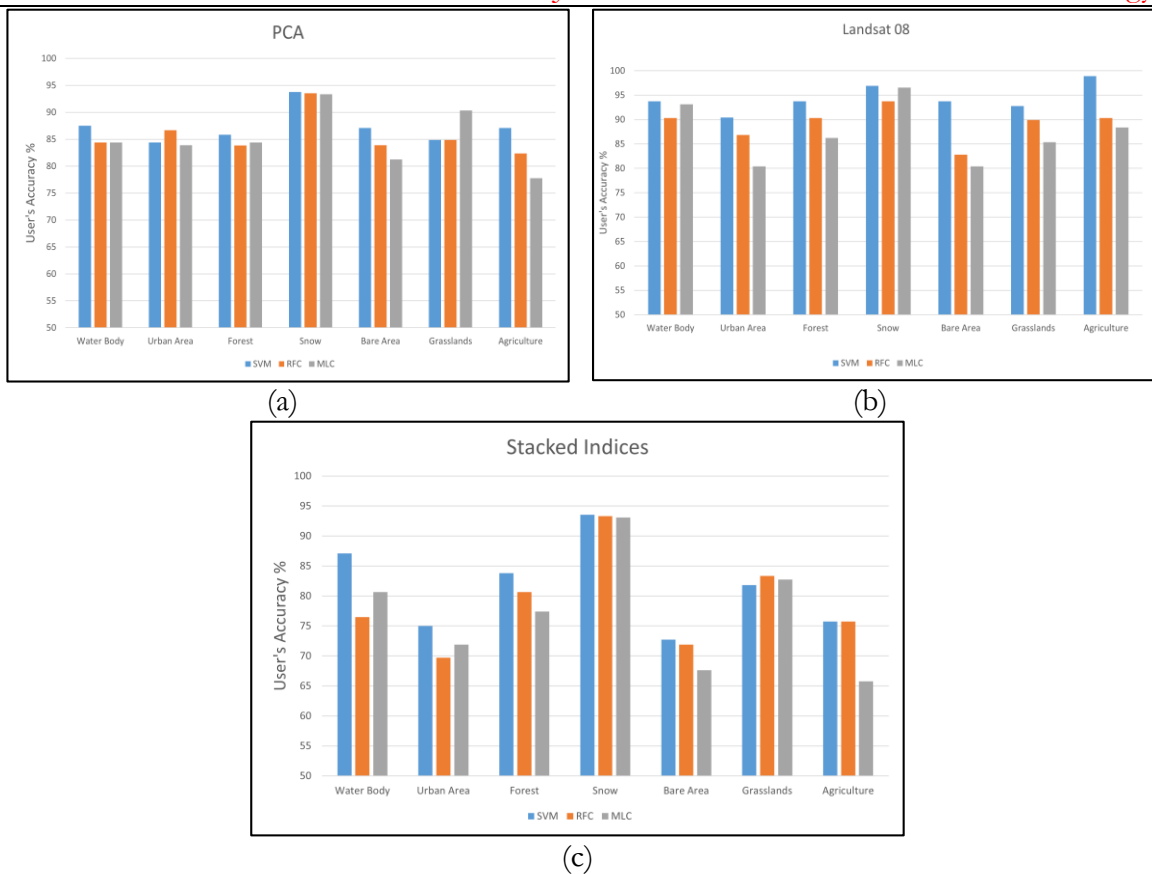 PCA
100
95
90
85
80
75
70
65
60
55
50
User's Accuracy %
Water Body Urban Area Forest Snow Bare Area Grasslands Agriculture
SVM RFC MLC
(a)
Landsat 08
100
95
90
85
80
75
70
65
60
55
50
User's Accuracy %
Water Body Urban Area Forest Snow Bare Area Grasslands Agriculture
SVM RFC MLC
(b)
Stacked Indices
100
95
90
85
80
75
70
65
60
55
50
User's Accuracy %
Water Body Urban Area Forest Snow Bare Area Grasslands Agriculture
SVM RFC MLC
(c)